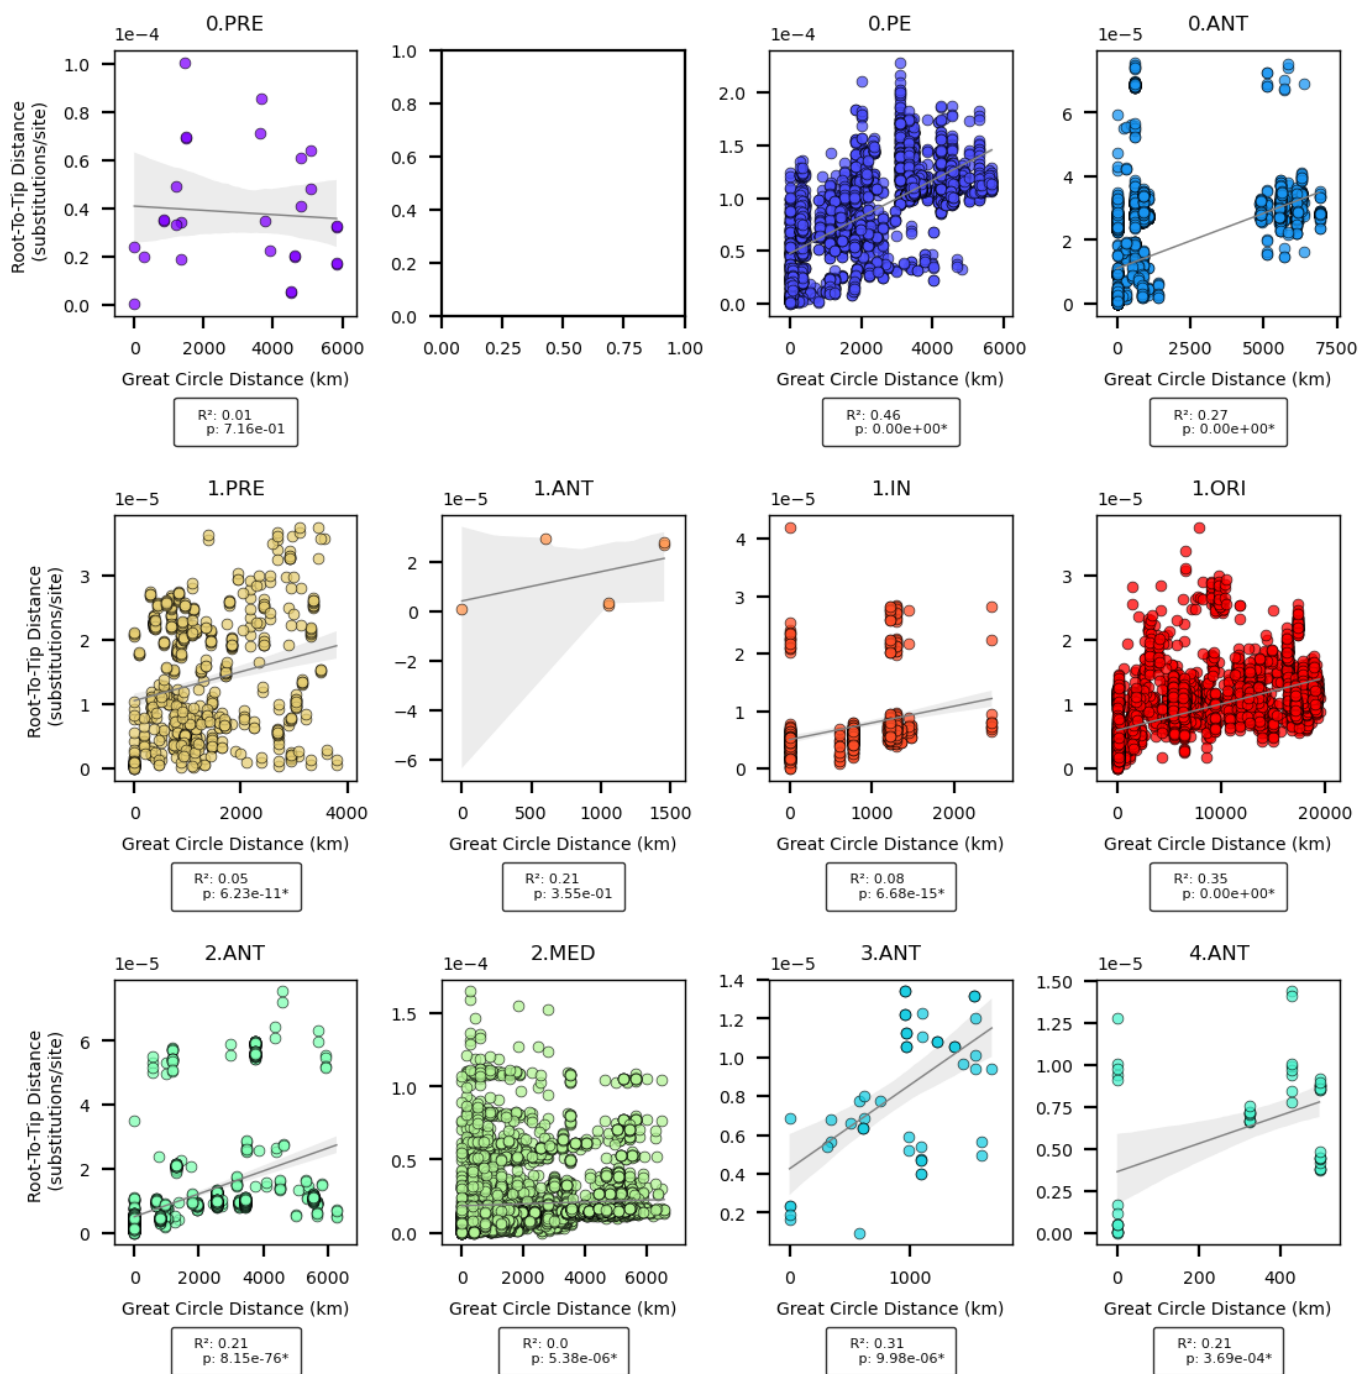 0.PRE
1e−4
1.0
0.8
0.6
0.4
0.2
0.0
Root-To-Tip Distance
(substitutions/site)
0 2000 4000 6000
Great Circle Distance (km)
R²: 0.01
p: 7.16e-01
1.0
0.8
0.6
0.4
0.2
0.0
0.00 0.25 0.50 0.75 1.00
0.PE
1e−4
2.0
1.5
1.0
0.5
0.0
0 2000 4000 6000
Great Circle Distance (km)
R²: 0.46
p: 0.00e+00*
0.ANT
1e−5
6
4
2
0
0 2500 5000 7500
Great Circle Distance (km)
R²: 0.27
p: 0.00e+00*
1.PRE
1e−5
3
2
1
0
Root-To-Tip Distance
(substitutions/site)
0 2000 4000
Great Circle Distance (km)
R²: 0.05
p: 6.23e-11*
1.ANT
1e−5
2
0
−2
−4
−6
0 500 1000 1500
Great Circle Distance (km)
R²: 0.21
p: 3.55e-01
1.IN
1e−5
4
3
2
1
0
0 1000 2000
Great Circle Distance (km)
R²: 0.08
p: 6.68e-15*
1.ORI
1e−5
3
2
1
0
0 10000 20000
Great Circle Distance (km)
R²: 0.35
p: 0.00e+00*
2.ANT
1e−5
6
4
2
0
Root-To-Tip Distance
(substitutions/site)
0 2000 4000 6000
Great Circle Distance (km)
R²: 0.21
p: 8.15e-76*
2.MED
1e−4
1.5
1.0
0.5
0.0
0 2000 4000 6000
Great Circle Distance (km)
R²: 0.0
p: 5.38e-06*
3.ANT
1e−5
1.4
1.2
1.0
0.8
0.6
0.4
0.2
0 1000
Great Circle Distance (km)
R²: 0.31
p: 9.98e-06*
4.ANT
1e−5
1.50
1.25
1.00
0.75
0.50
0.25
0.00
0 200 400
Great Circle Distance (km)
R²: 0.21
p: 3.69e-04*